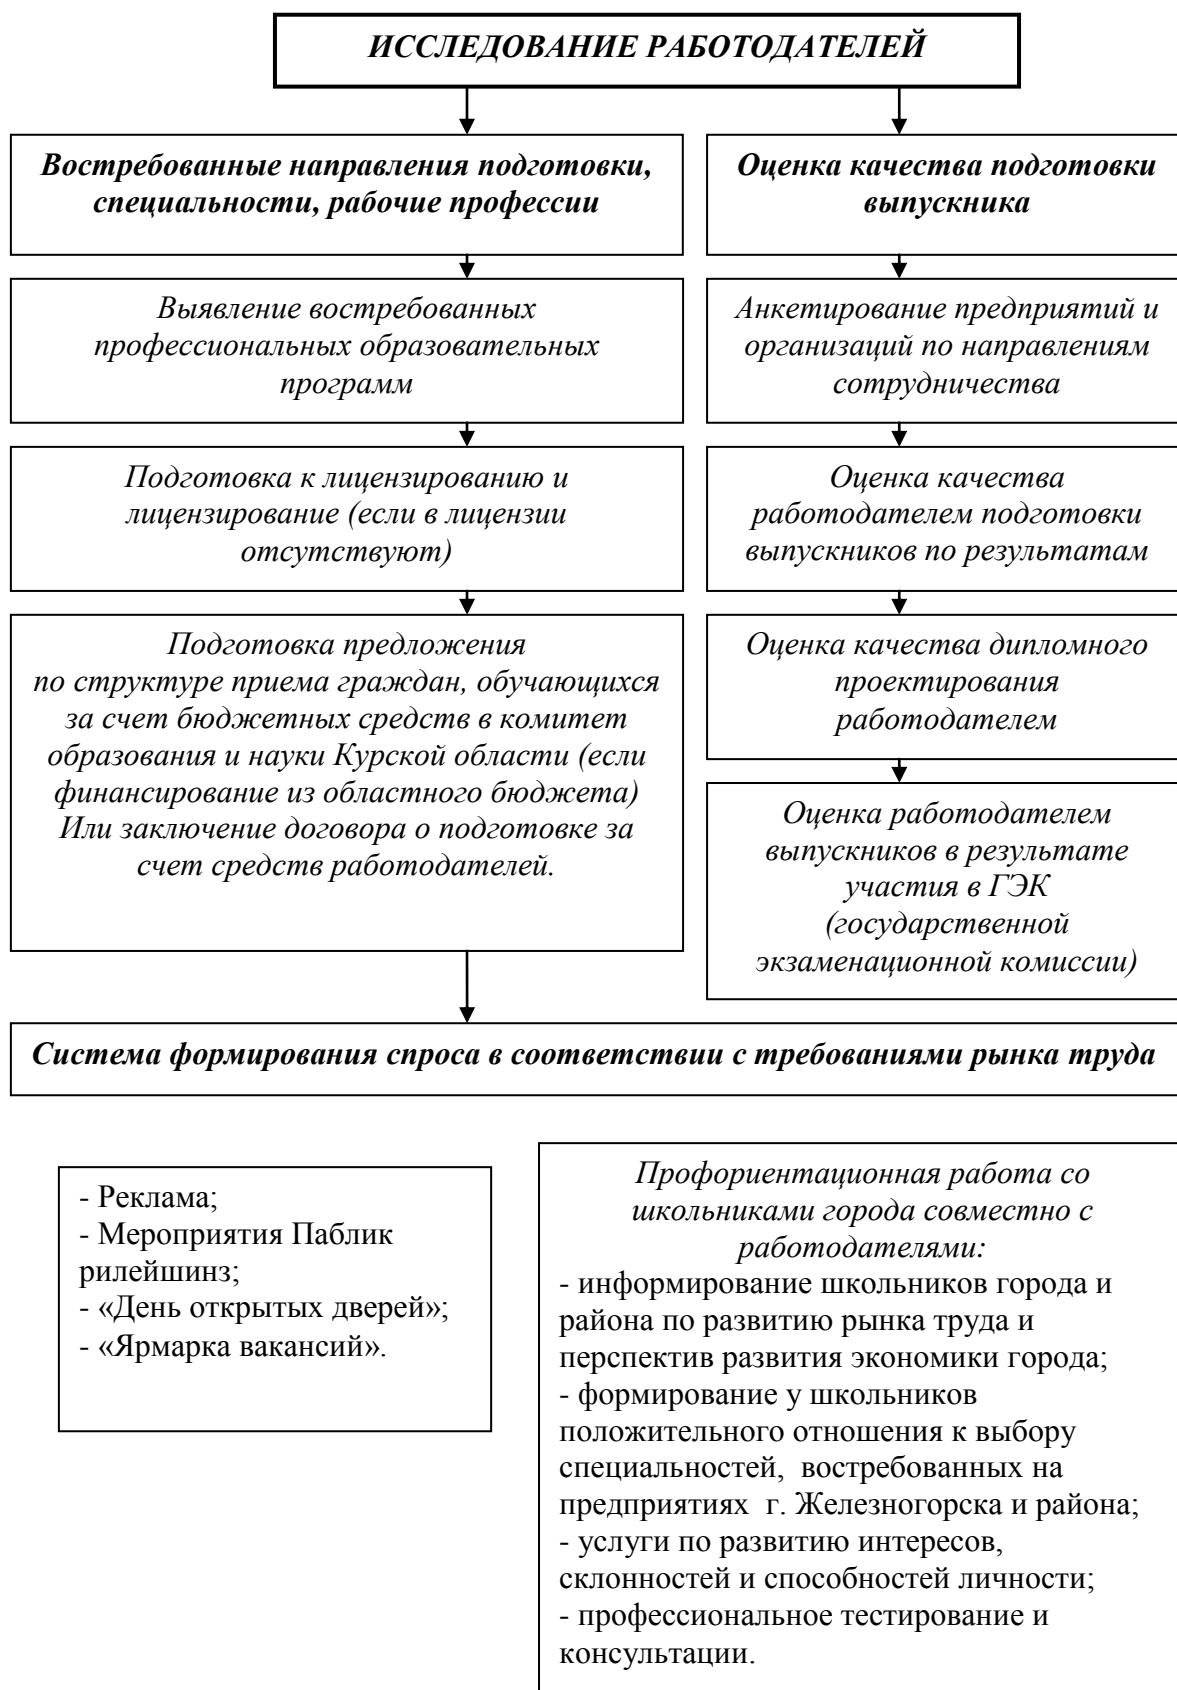 ИССЛЕДОВАНИЕ РАБОТОДАТЕЛЕЙ
Востребованные направления подготовки,
специальности, рабочие профессии
Выявление востребованных
профессиональных образовательных
программ
Подготовка к лицензированию и
лицензирование (если в лицензии
отсутствуют)
Подготовка предложения
по структуре приема граждан, обучающихся
за счет бюджетных средств в комитет
образования и науки Курской области (если
финансирование из областного бюджета)
Или заключение договора о подготовке за
счет средств работодателей.
Оценка качества подготовки
выпускника
Анкетирование предприятий и
организаций по направлениям
сотрудничества
Оценка качества
работодателем подготовки
выпускников по результатам
Оценка качества дипломного
проектирования
работодателем
Оценка работодателем
выпускников в результате
участия в ГЭК
(государственной
экзаменационной комиссии)
Система формирования спроса в соответствии с требованиями рынка труда
- Реклама;
- Мероприятия Паблик
рилейшинз;
- «День открытых дверей»;
- «Ярмарка вакансий».
Профориентационная работа со
школьниками города совместно с
работодателями:
- информирование школьников города и
района по развитию рынка труда и
перспектив развития экономики города;
- формирование у школьников
положительного отношения к выбору
специальностей, востребованных на
предприятиях г. Железногорска и района;
- услуги по развитию интересов,
склонностей и способностей личности;
- профессиональное тестирование и
консультации.